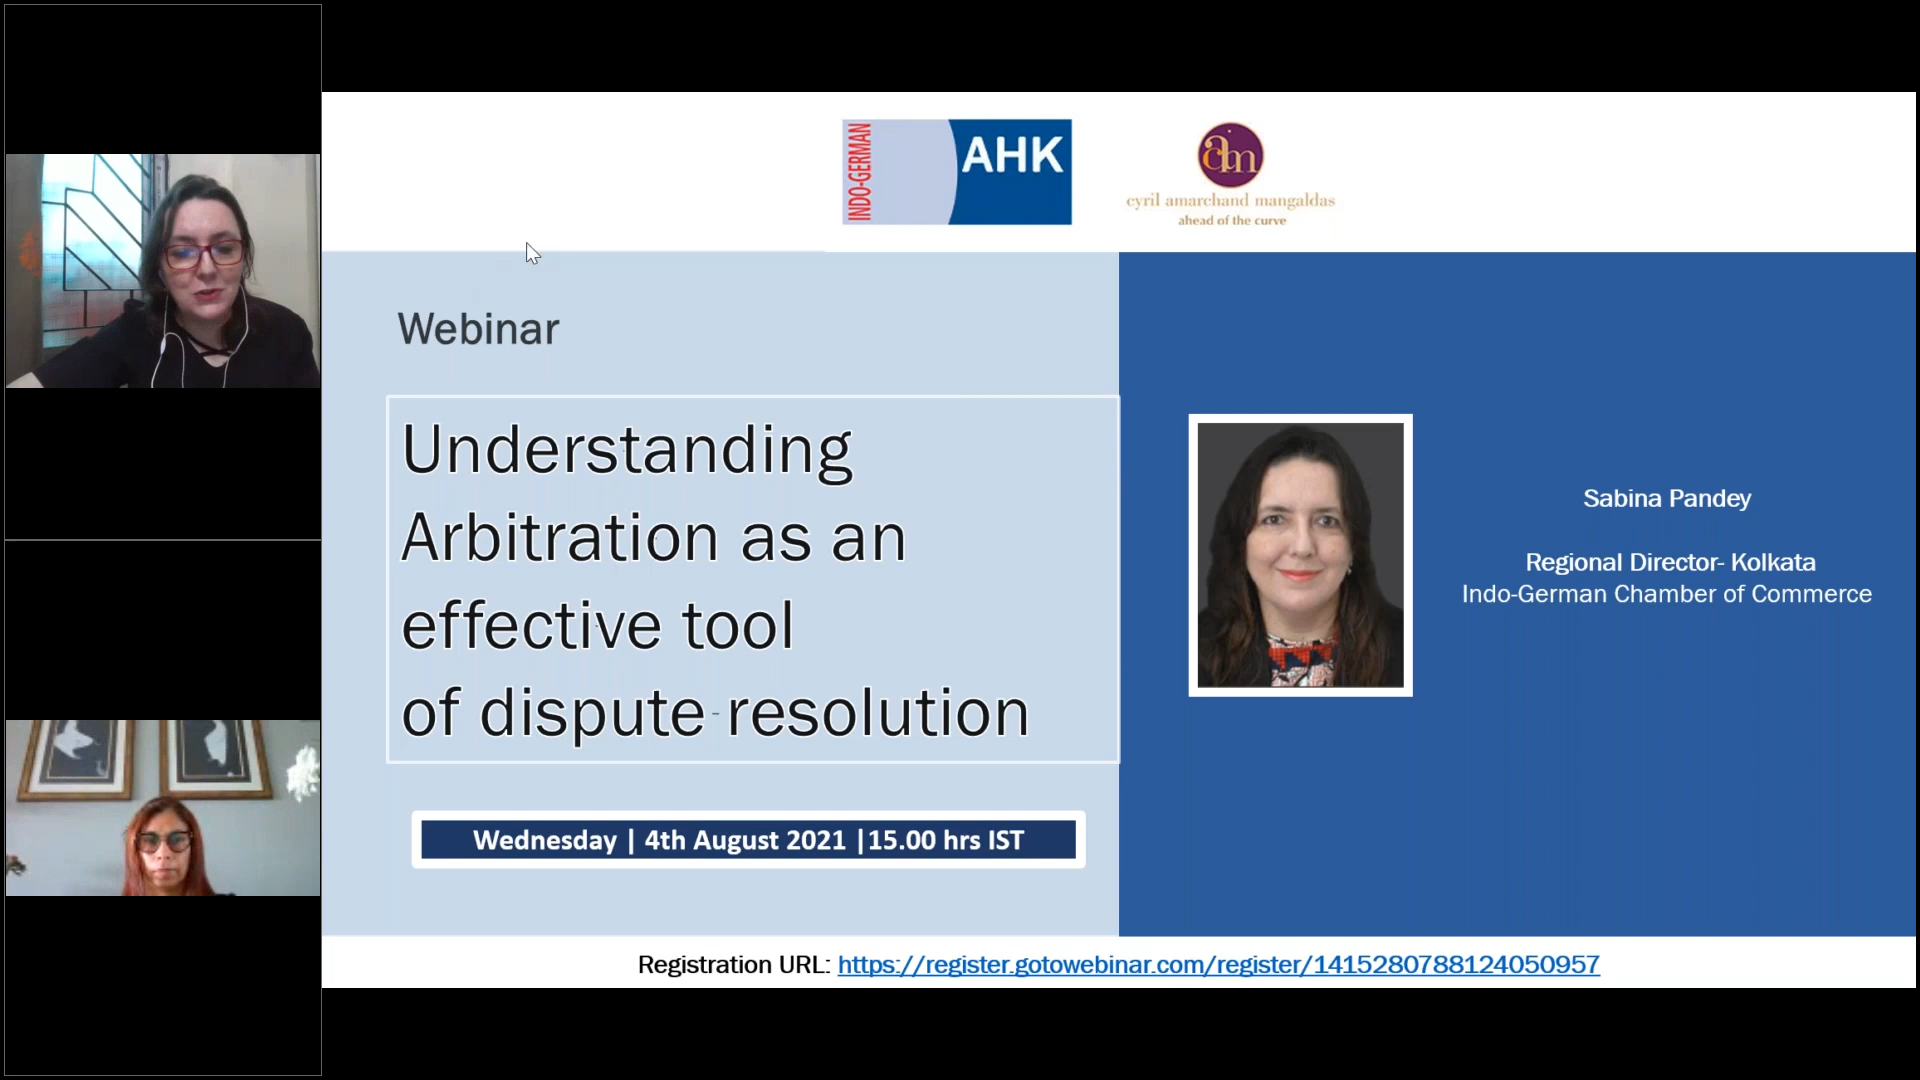 INDO-GERMAN
AHK
cam
cyril amarchand mangaldas
ahead of the curve
Webinar
Understanding
Arbitration as an
effective tool
of dispute resolution
Wednesday | 4th August 2021 |15.00 hrs IST
Sabina Pandey
Regional Director- Kolkata
Indo-German Chamber of Commerce
Registration URL: https://register.gotowebinar.com/register/1415280788124050957